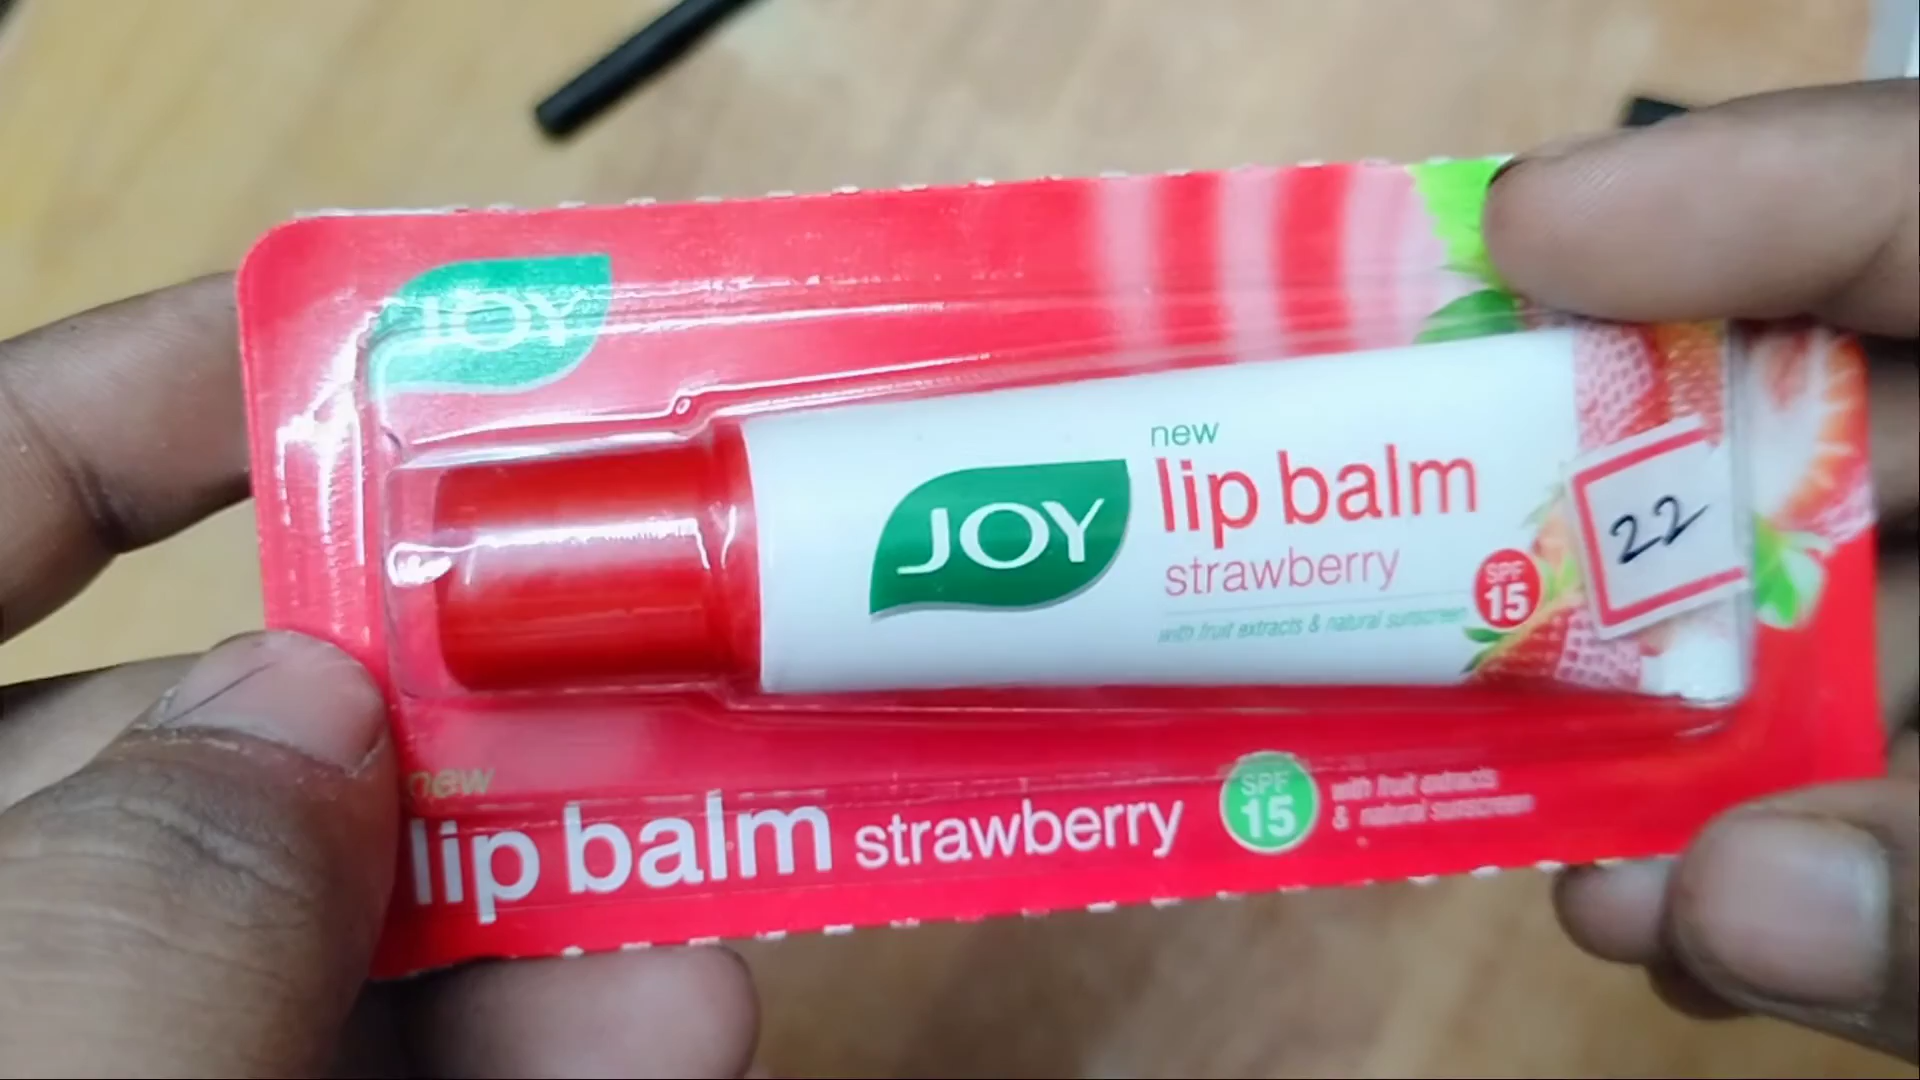 JOY
new
lip balm
strawberry
with fruit extracts & natural sunscreen
SPF
15
22
JOY
new
lip balm strawberry
SPF
15
with fruit extracts
& natural sunscreen